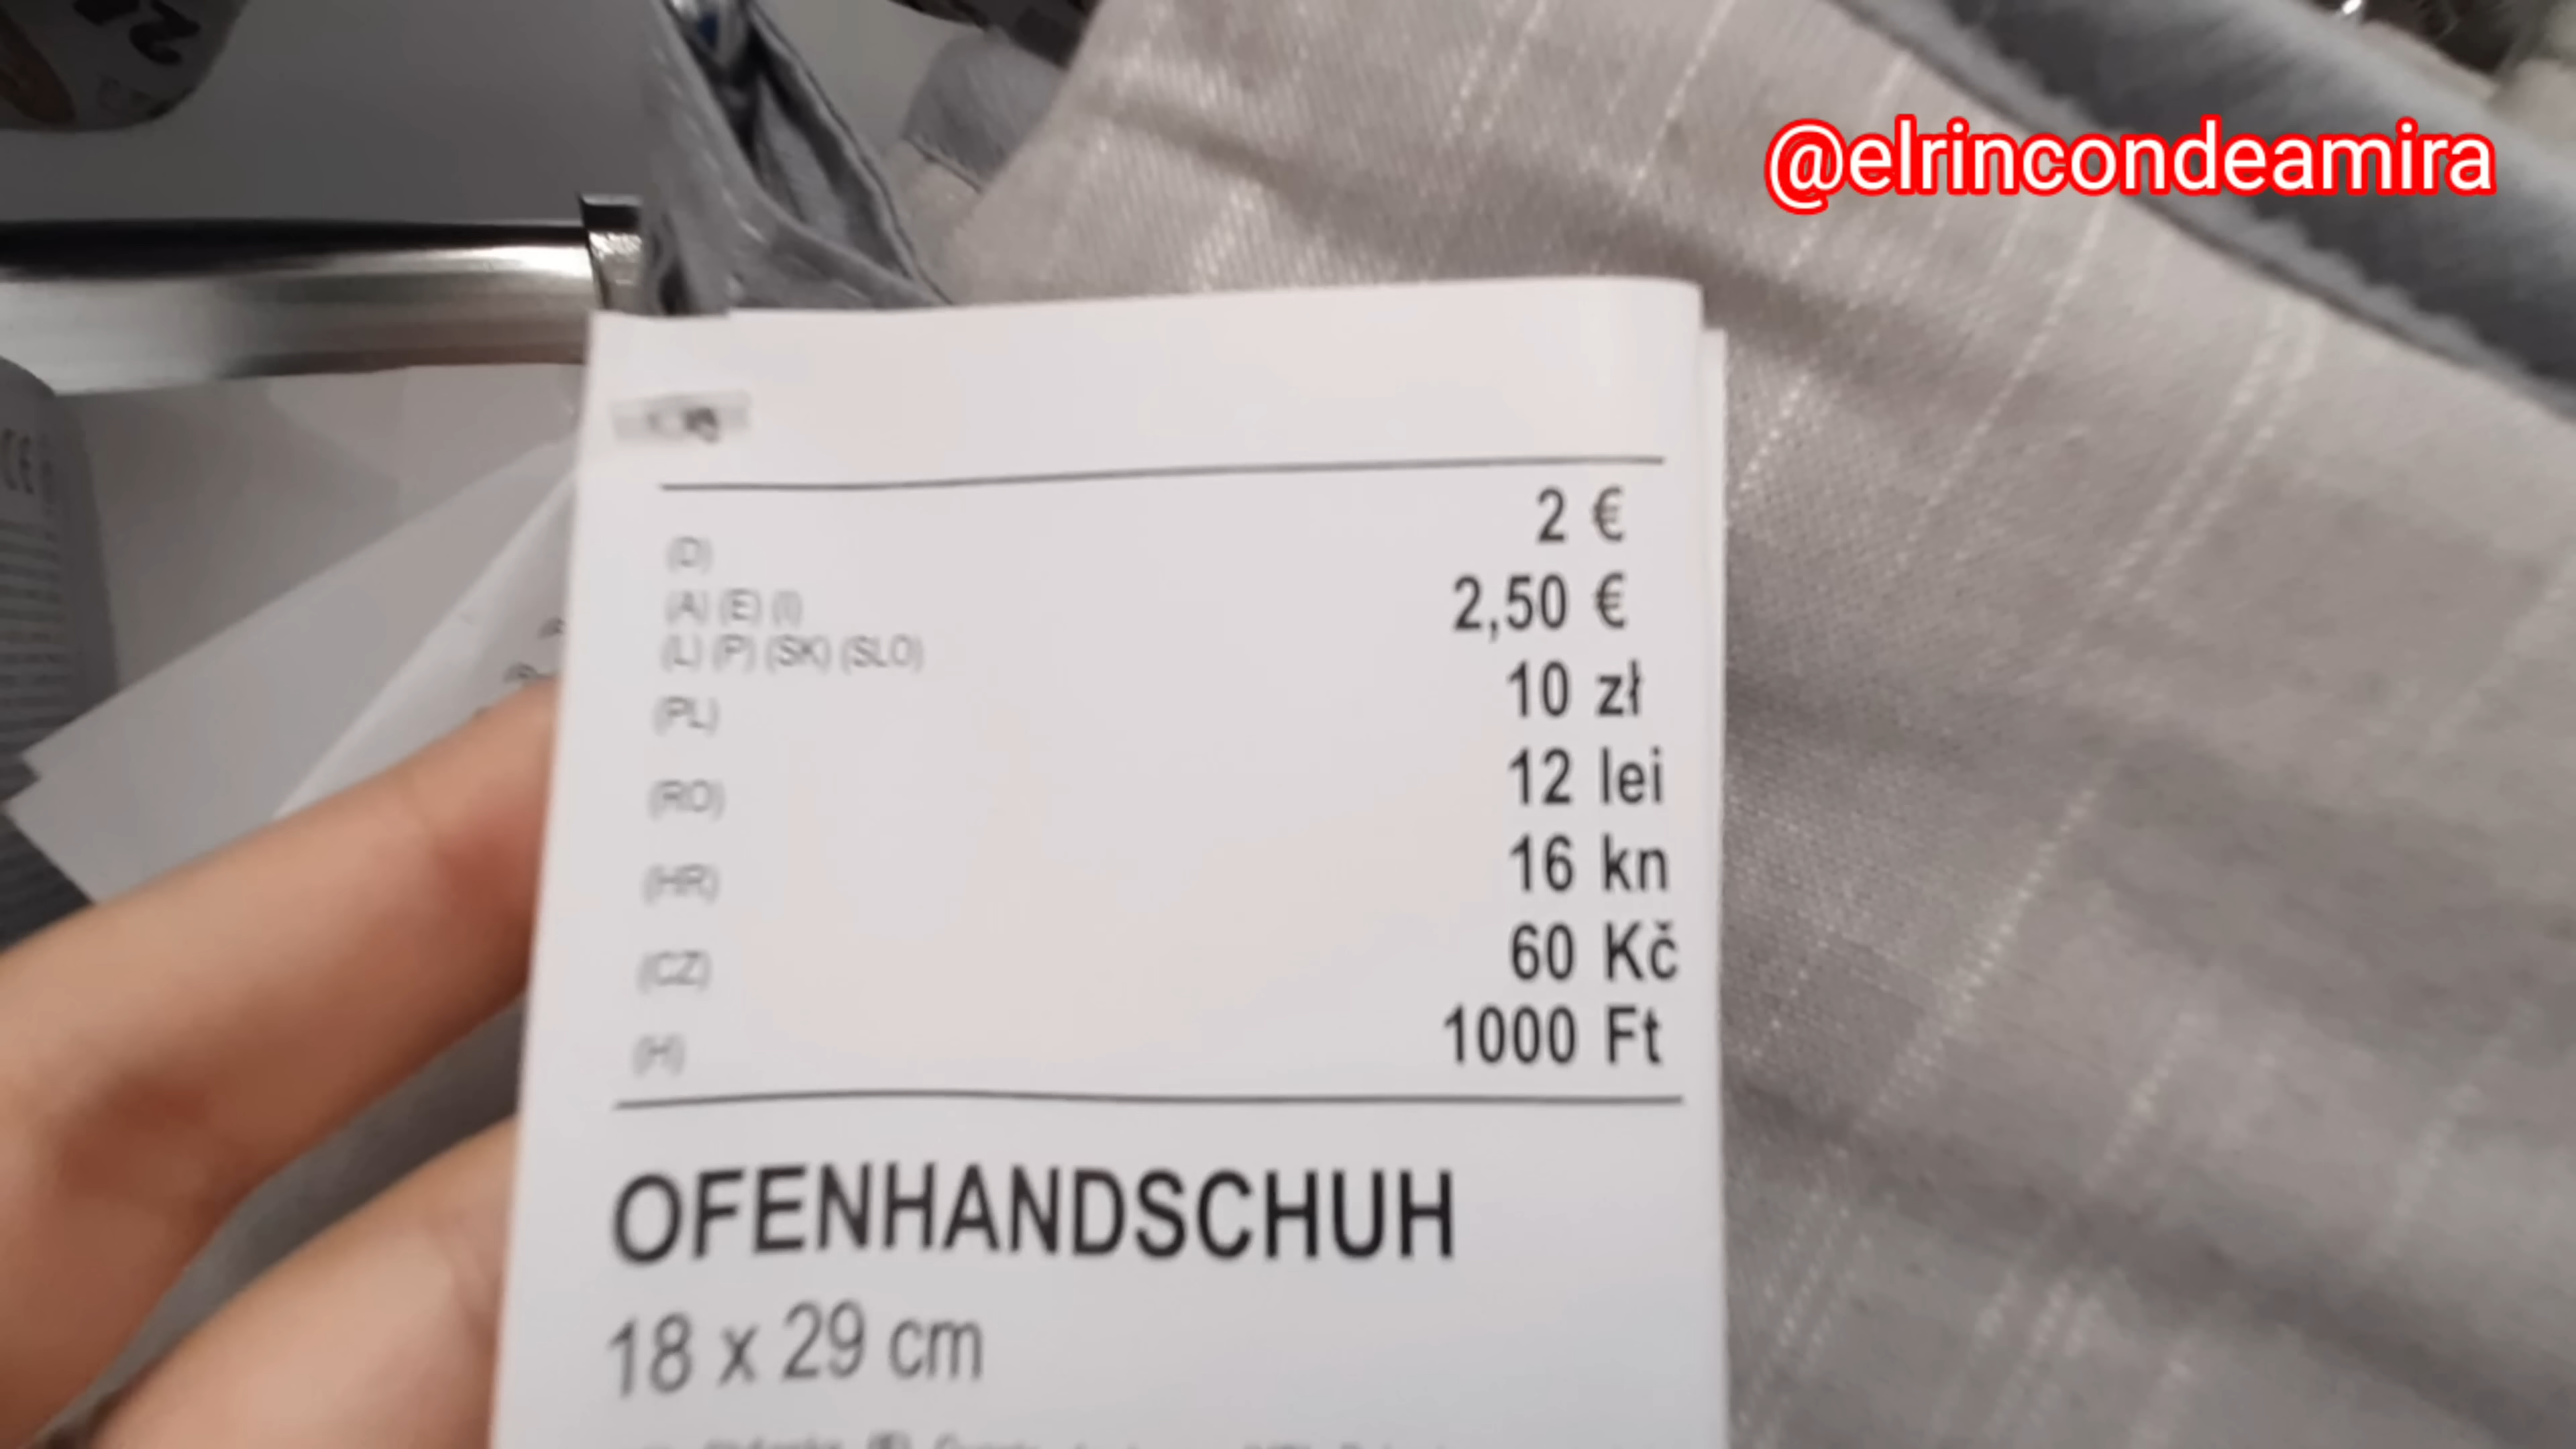 @elrincondeamira
(D) 2 €
(A) (E) (I) 2,50 €
(L) (P) (SK) (SLO)
(PL) 10 zł
(RO) 12 lei
(HR) 16 kn
(CZ) 60 Kč
(H) 1000 Ft
OFENHANDSCHUH
18 x 29 cm
CE